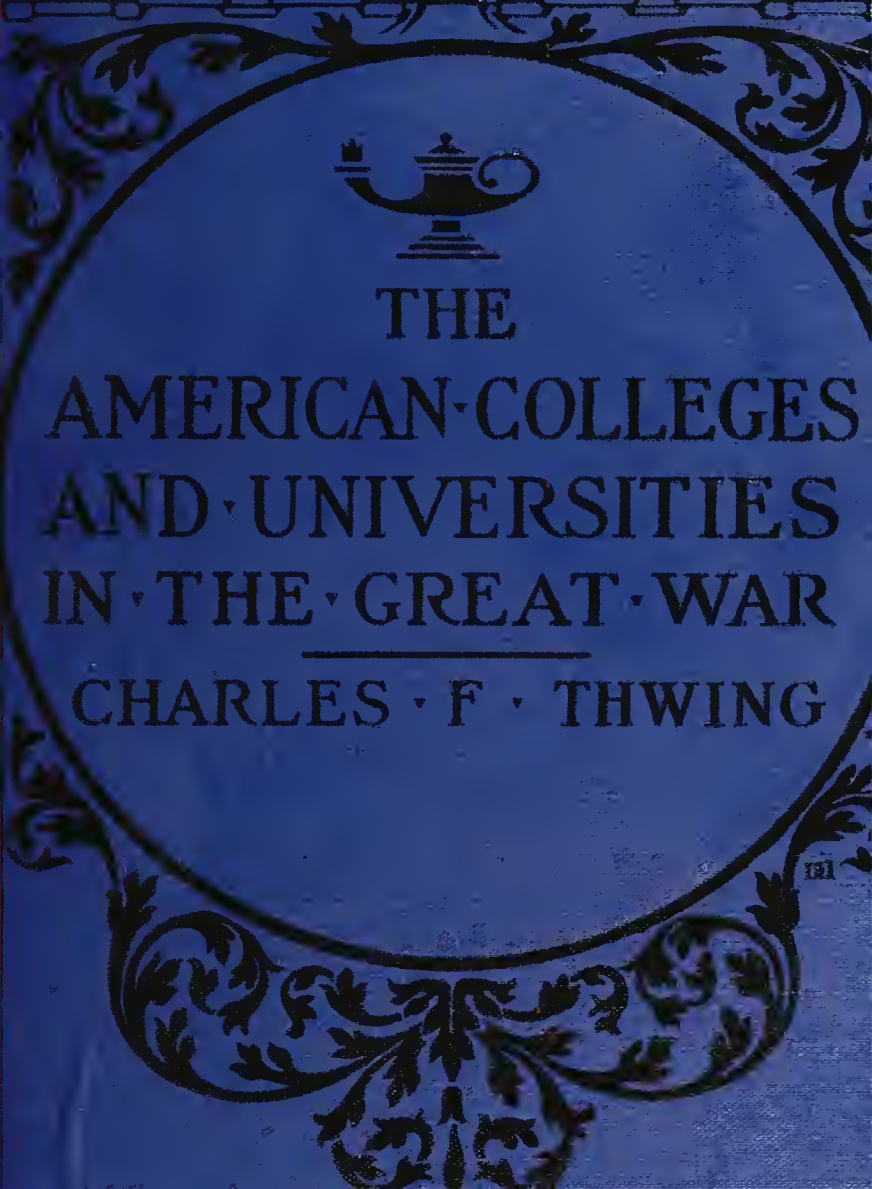 THE
AMERICAN·COLLEGES
AND·UNIVERSITIES
IN·THE·GREAT·WAR
CHARLES·F·THWING